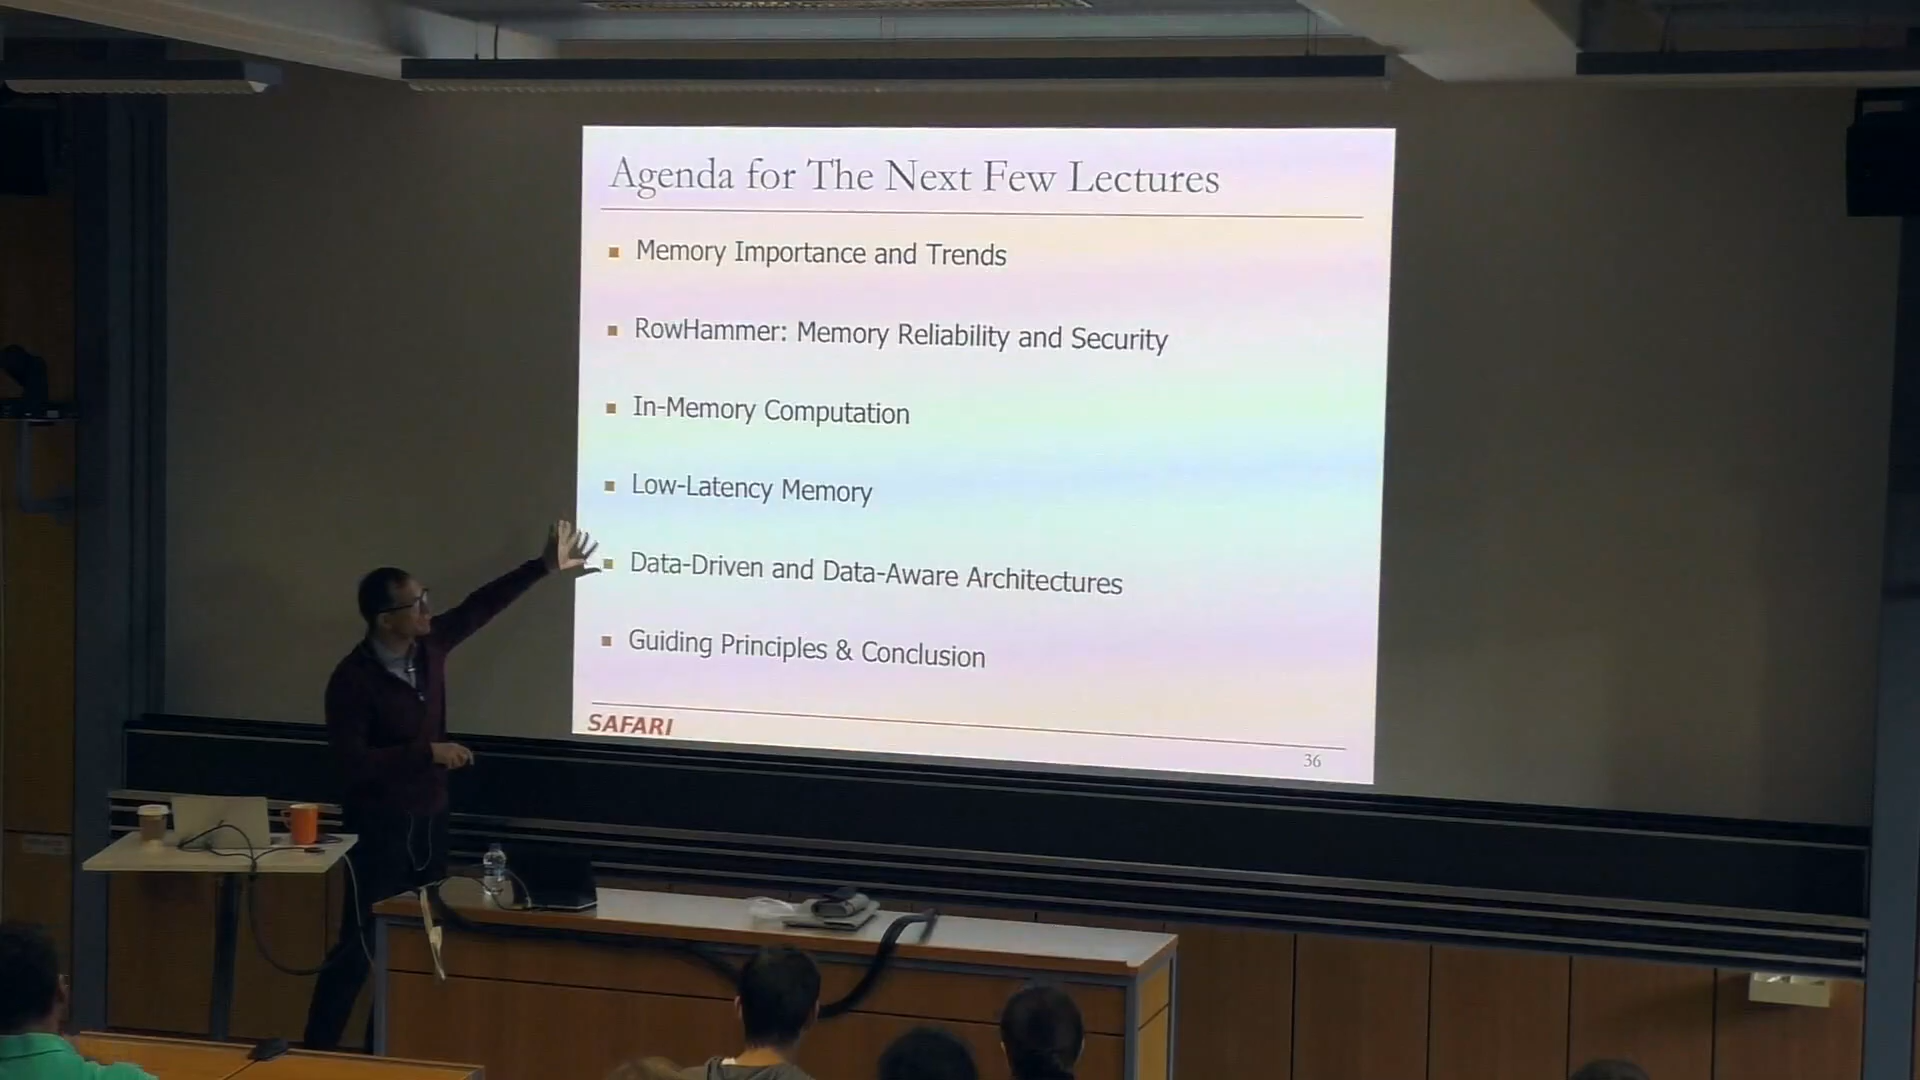 Agenda for The Next Few Lectures
Memory Importance and Trends
RowHammer: Memory Reliability and Security
In-Memory Computation
Low-Latency Memory
Data-Driven and Data-Aware Architectures
Guiding Principles & Conclusion
SAFARI
36